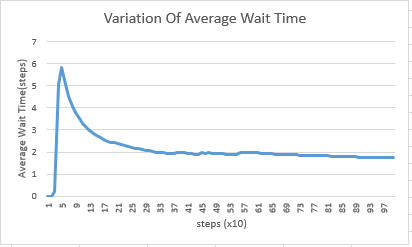 Variation Of Average Wait Time
Average Wait Time(steps)
7
6
5
4
3
2
1
0
1 5 9 13 17 21 25 29 33 37 41 45 49 53 57 61 65 69 73 77 81 85 89 93 97
steps (x10)